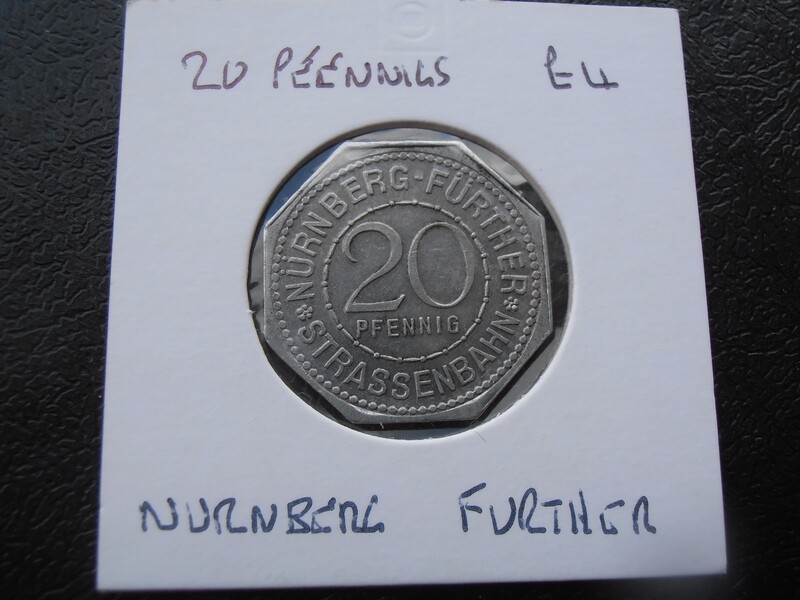 20 PFENNIGS £4
NÜRNBERG-FÜRTHER
20
PFENNIG
STRASSENBAHN
NURNBERG FURTHER